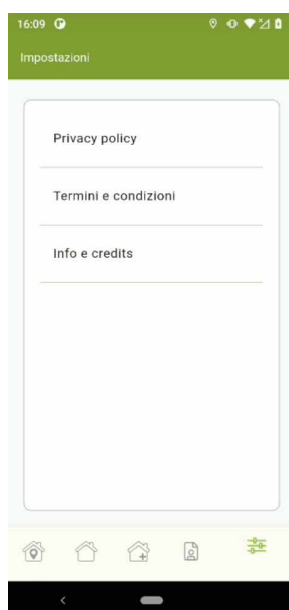 16:09
Impostazioni
Privacy policy
Termini e condizioni
Info e credits